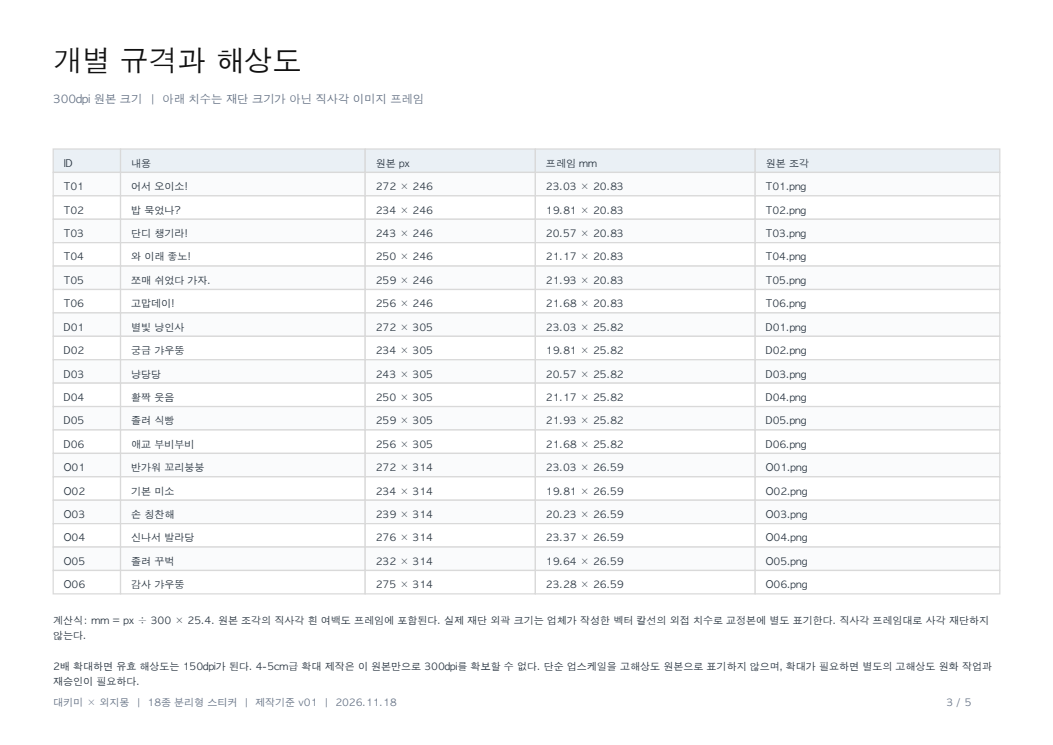 개별 규격과 해상도
300dpi 원본 크기 | 아래 치수는 재단 크기가 아닌 직사각 이미지 프레임
ID 내용 원본 px 프레임 mm 원본 조각
T01 어서 오이소! 272 × 246 23.03 × 20.83 T01.png
T02 밥 묵었나? 234 × 246 19.81 × 20.83 T02.png
T03 단디 챙기라! 243 × 246 20.57 × 20.83 T03.png
T04 와 이래 좋노! 250 × 246 21.17 × 20.83 T04.png
T05 쪼매 쉬었다 가자. 259 × 246 21.93 × 20.83 T05.png
T06 고맙데이! 256 × 246 21.68 × 20.83 T06.png
D01 별빛 냥인사 272 × 305 23.03 × 25.82 D01.png
D02 궁금 갸우뚱 234 × 305 19.81 × 25.82 D02.png
D03 냥당당 243 × 305 20.57 × 25.82 D03.png
D04 활짝 웃음 250 × 305 21.17 × 25.82 D04.png
D05 졸려 식빵 259 × 305 21.93 × 25.82 D05.png
D06 애교 부비부비 256 × 305 21.68 × 25.82 D06.png
O01 반가워 꼬리붕붕 272 × 314 23.03 × 26.59 O01.png
O02 기본 미소 234 × 314 19.81 × 26.59 O02.png
O03 손 칭찬해 239 × 314 20.23 × 26.59 O03.png
O04 신나서 발라당 276 × 314 23.37 × 26.59 O04.png
O05 졸려 꾸벅 232 × 314 19.64 × 26.59 O05.png
O06 감사 갸우뚱 275 × 314 23.28 × 26.59 O06.png
계산식: mm = px ÷ 300 × 25.4. 원본 조각의 직사각 흰 여백도 프레임에 포함된다. 실제 재단 외곽 크기는 업체가 작성한 벡터 칼선의 외접 치수로 교정본에 별도 표기한다. 직사각 프레임대로 사각 재단하지
않는다.
2배 확대하면 유효 해상도는 150dpi가 된다. 4–5cm급 확대 제작은 이 원본만으로 300dpi를 확보할 수 없다. 단순 업스케일을 고해상도 원본으로 표기하지 않으며, 확대가 필요하면 별도의 고해상도 원화 작업과
재승인이 필요하다.
대키미 × 외지몽 | 18종 분리형 스티커 | 제작기준 v01 | 2026.11.18
3 / 5